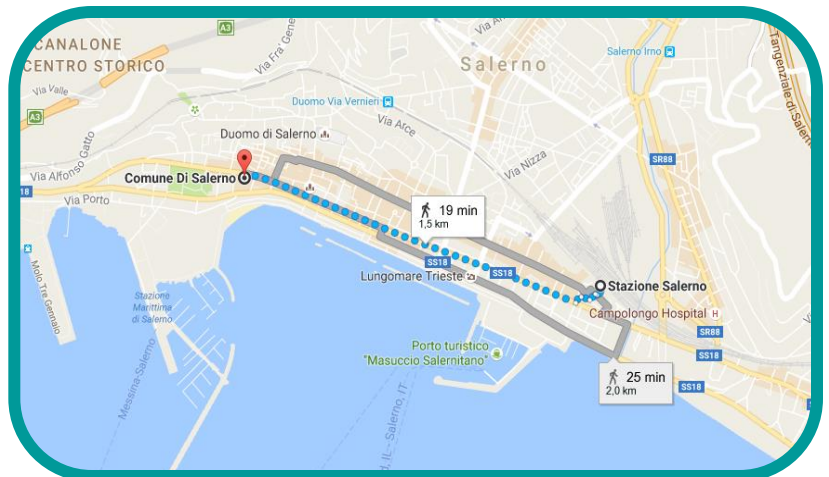 CANALONE
CENTRO STORICO
A3
Via Fra' Gene
Salerno Irno
Salerno
Via Valle
Duomo Via Vernieri
A3
Via Arce
Duomo di Salerno
Tangenziale di Salerno
Via Nizza
SR88
Via Alfonso Gatto
Comune Di Salerno
18
Via Porto
19 min
1,5 km
SS18
SS18
Lungomare Trieste
Stazione Salerno
Molo Tre Gennaio
Stazione
Marittima
di Salerno
Campolongo Hospital H
SR88
SS18
Porto turistico
"Masuccio Salernitano"
25 min
2,0 km
SS18
Messina-Salerno
IL - Salerno, IT